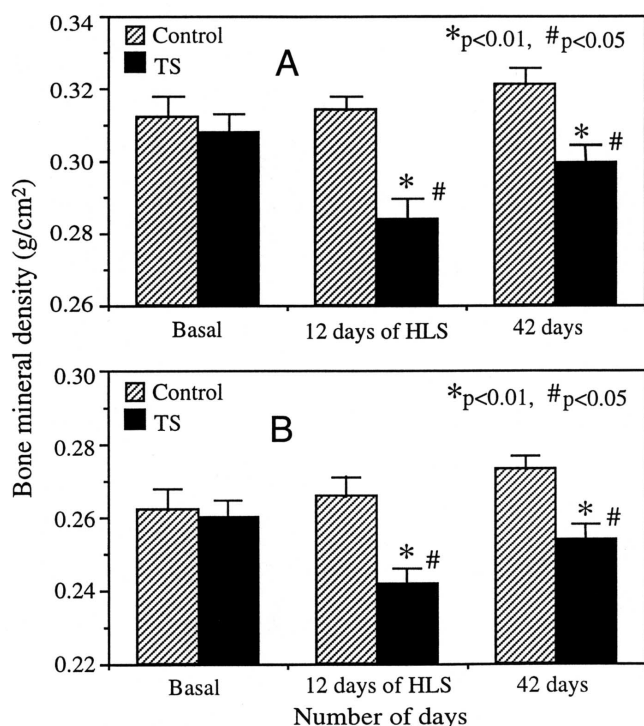 Bone mineral density (g/cm²)
0.34
0.32
0.30
0.28
0.26
Control
TS
A
*p<0.01, #p<0.05
* #
* #
Basal
12 days of HLS
42 days
0.30
0.28
0.26
0.24
0.22
Control
TS
B
*p<0.01, #p<0.05
* #
* #
Basal
12 days of HLS
42 days
Number of days